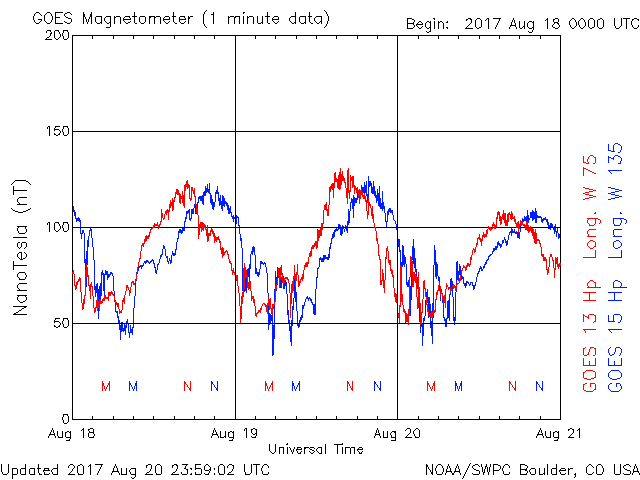 GOES Magnetometer (1 minute data)
Begin: 2017 Aug 18 0000 UTC
200
150
100
50
0
NanoTesla (nT)
M M N N M M N N M M N N
Aug 18 Aug 19 Aug 20 Aug 21
Universal Time
GOES 13 Hp Long. W 75
GOES 15 Hp Long. W 135
Updated 2017 Aug 20 23:59:02 UTC
NOAA/SWPC Boulder, CO USA